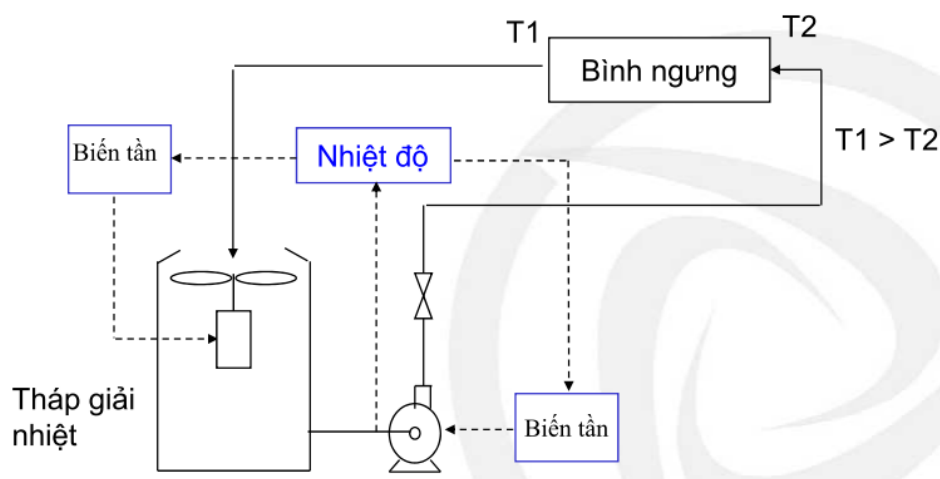 T1
T2
Bình ngưng
Biến tần
Nhiệt độ
T1 > T2
Tháp giải
nhiệt
Biến tần